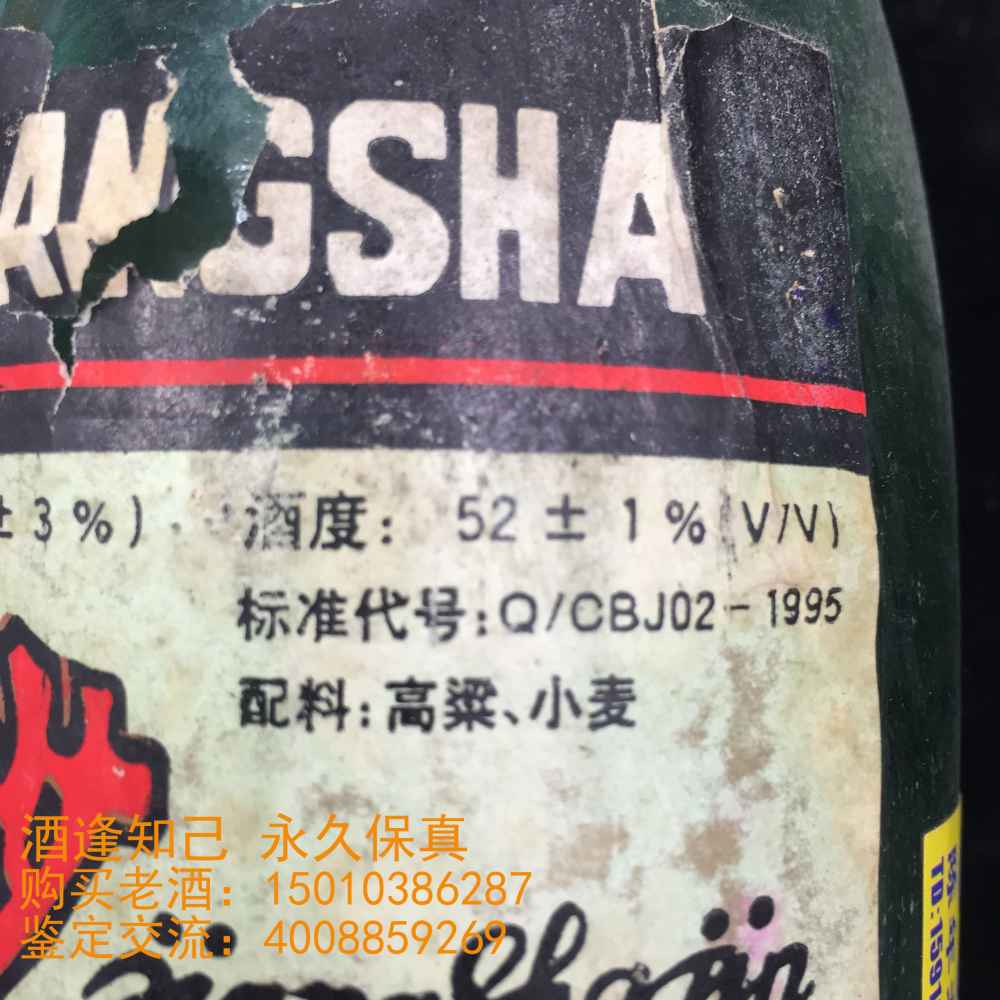 ANGSHA
±3%) 酒度: 52±1%(V/V)
标准代号:Q/CBJ02-1995
配料:高粱、小麦
酒逢知己 永久保真
购买老酒：15010386287
鉴定交流：4008859269